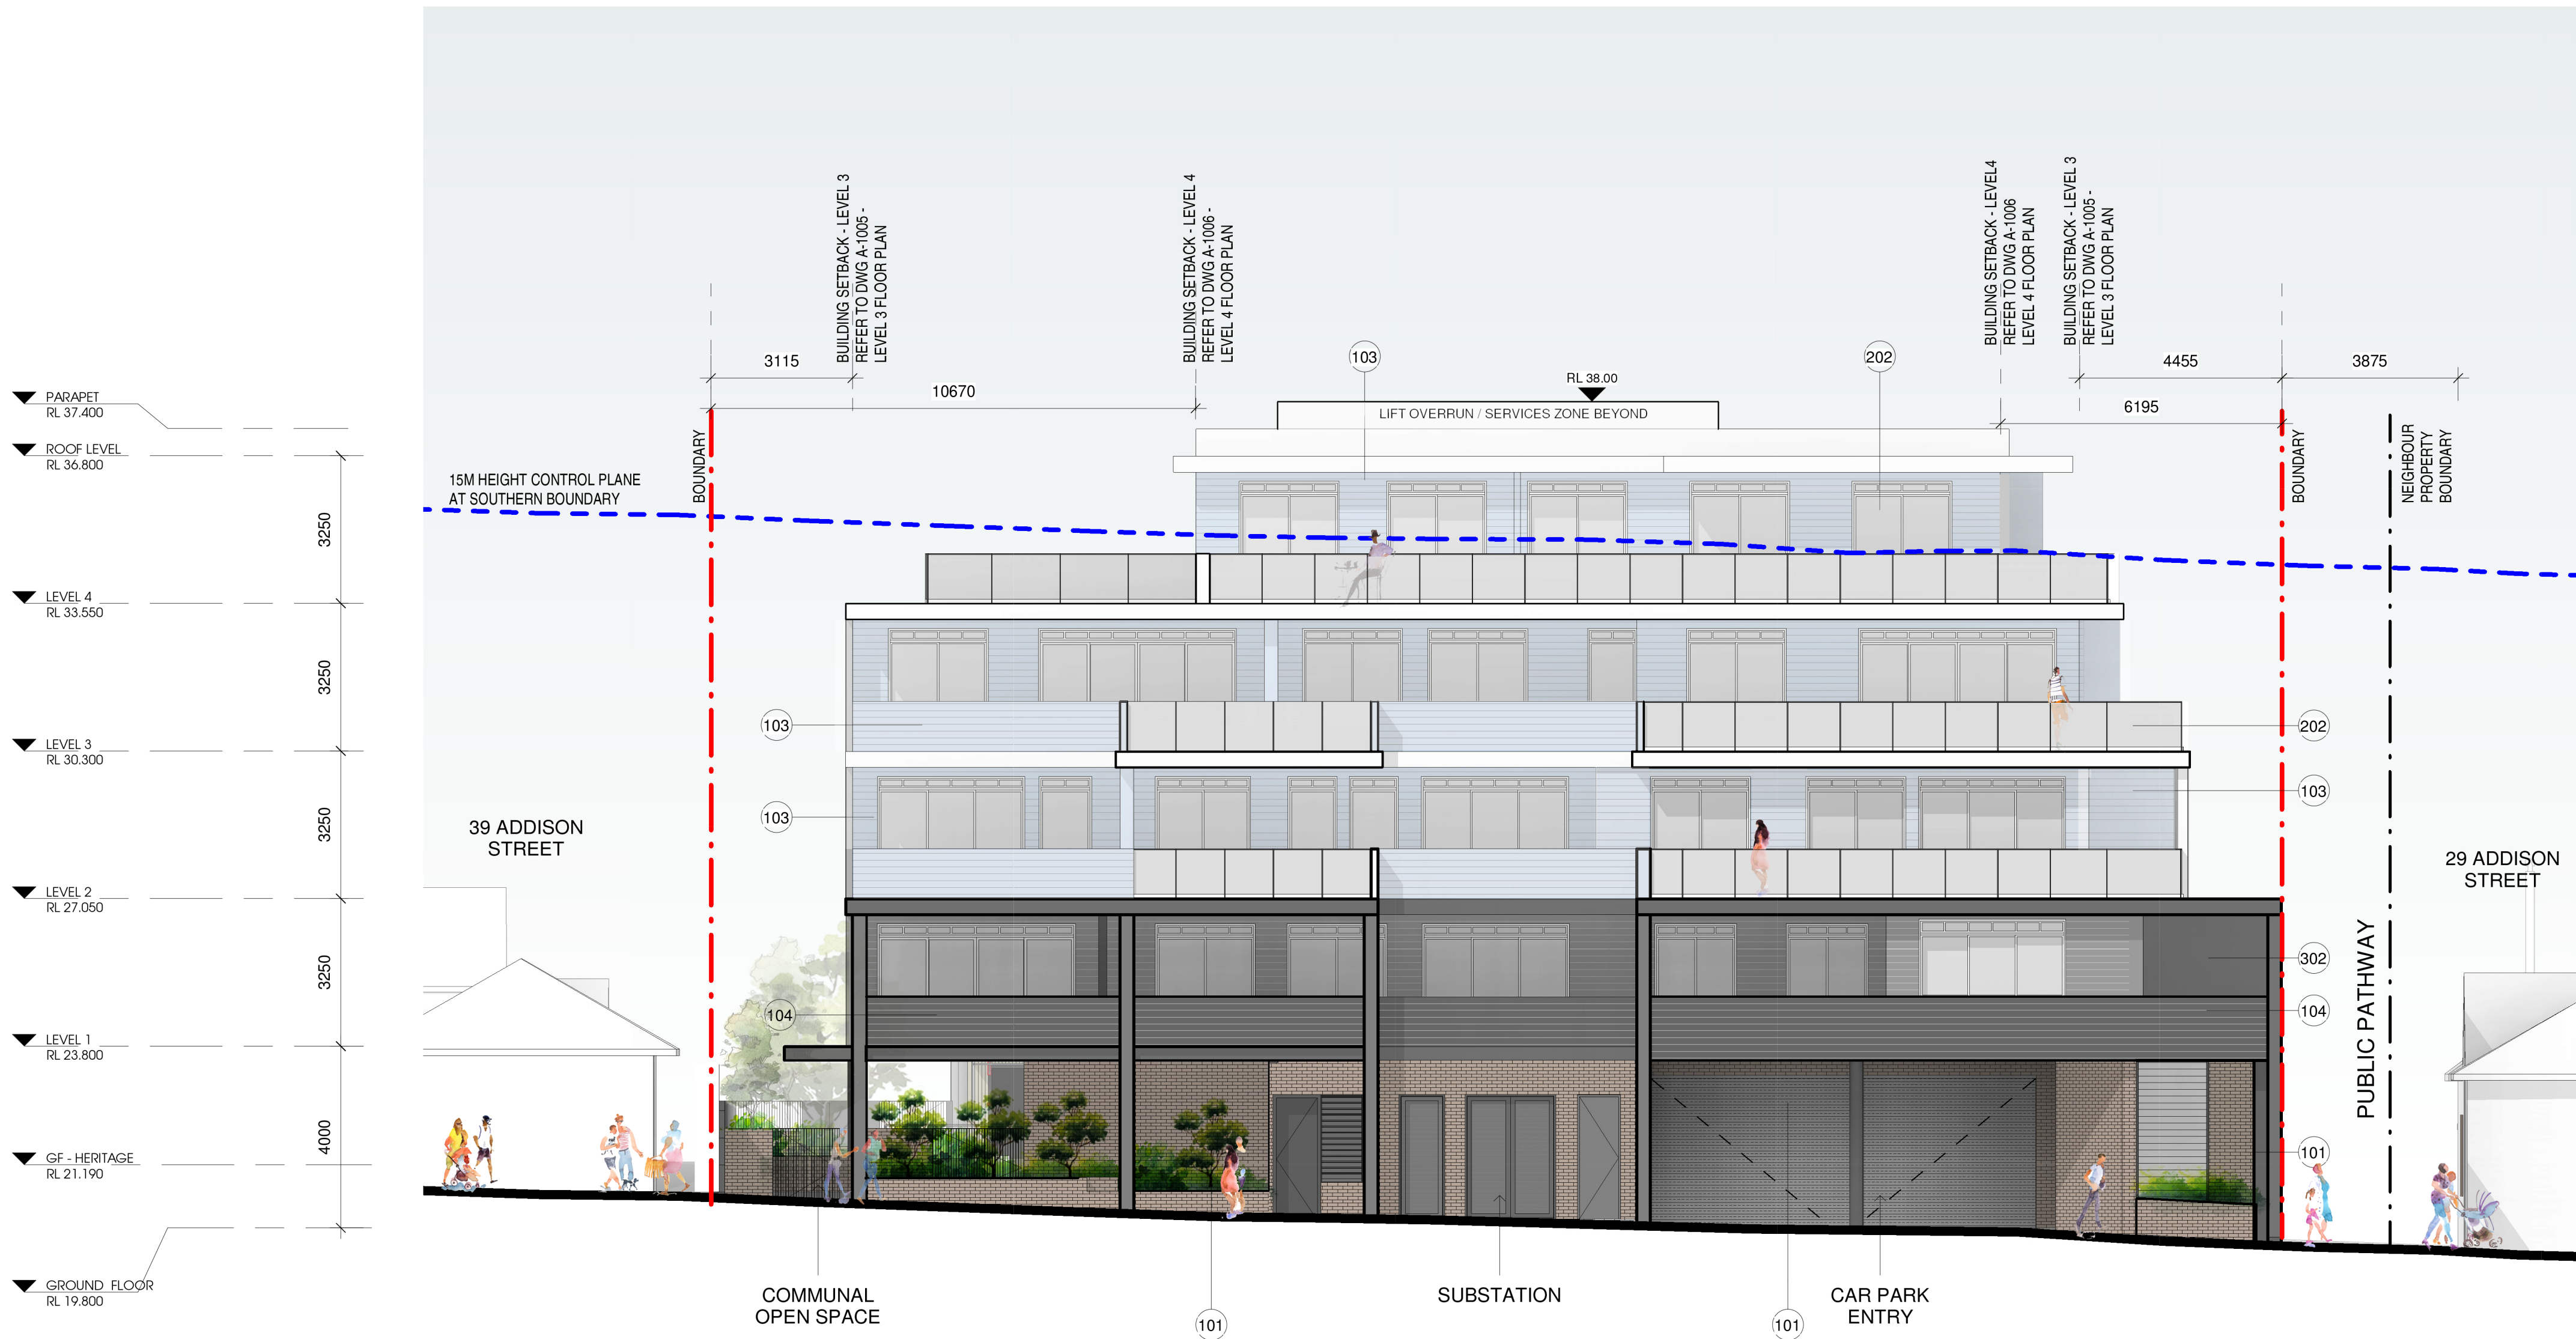 BUILDING SETBACK - LEVEL 3
REFER TO DWG A-1005 -
LEVEL 3 FLOOR PLAN
BUILDING SETBACK - LEVEL 4
REFER TO DWG A-1006 -
LEVEL 4 FLOOR PLAN
BUILDING SETBACK - LEVEL4
REFER TO DWG A-1006
LEVEL 4 FLOOR PLAN
BUILDING SETBACK - LEVEL 3
REFER TO DWG A-1005 -
LEVEL 3 FLOOR PLAN
3115
10670
103
RL 38.00
202
4455
3875
6195
LIFT OVERRUN / SERVICES ZONE BEYOND
PARAPET
RL 37.400
ROOF LEVEL
RL 36.800
15M HEIGHT CONTROL PLANE
AT SOUTHERN BOUNDARY
BOUNDARY
BOUNDARY
NEIGHBOUR
PROPERTY
BOUNDARY
3250
LEVEL 4
RL 33.550
3250
103
202
LEVEL 3
RL 30.300
3250
103
103
39 ADDISON
STREET
29 ADDISON
STREET
LEVEL 2
RL 27.050
3250
302
104
104
PUBLIC PATHWAY
LEVEL 1
RL 23.800
4000
101
GF - HERITAGE
RL 21.190
GROUND FLOOR
RL 19.800
COMMUNAL
OPEN SPACE
101
SUBSTATION
101
CAR PARK
ENTRY